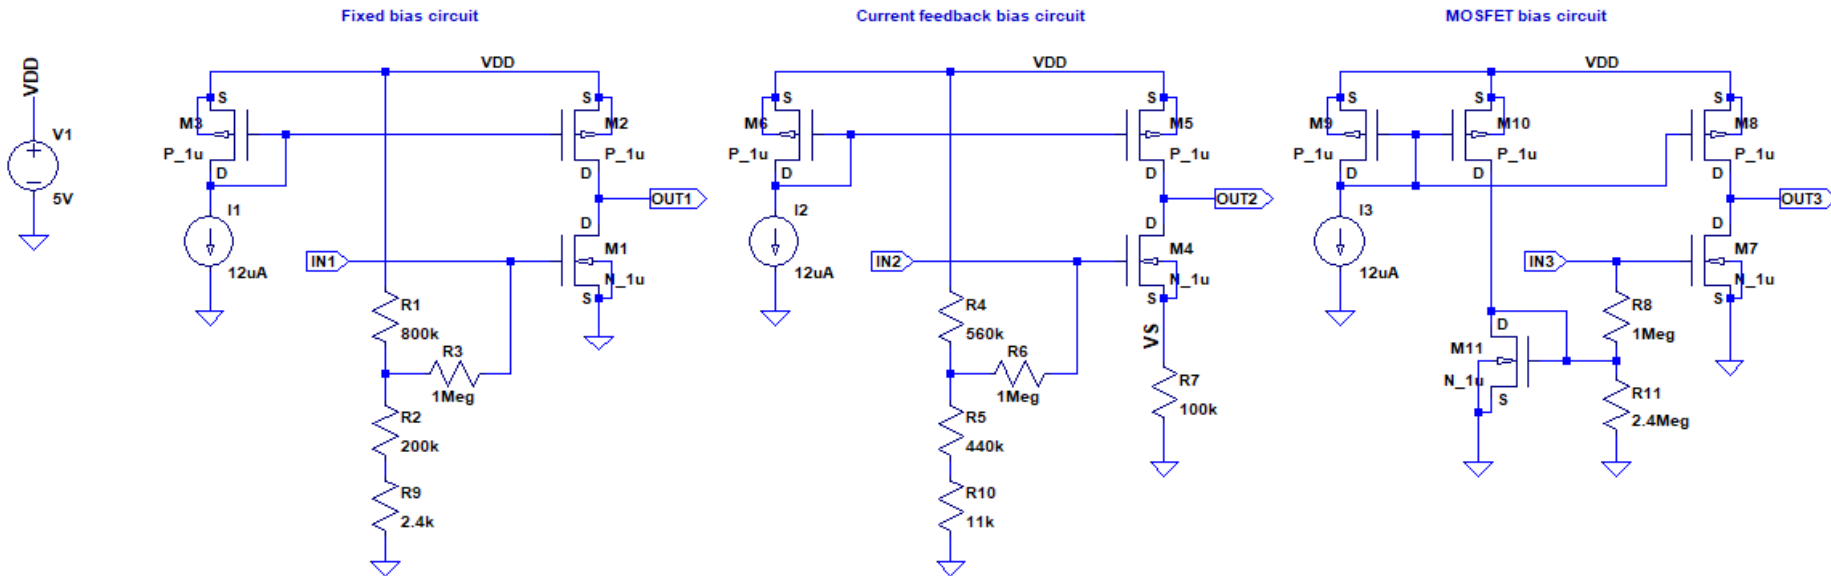 Fixed bias circuit
Current feedback bias circuit
MOSFET bias circuit
VDD
V1
5V
VDD
S
M3
P_1u
D
I1
12uA
S
M2
P_1u
D
OUT1
D
M1
N_1u
S
IN1
R1
800k
R3
1Meg
R2
200k
R9
2.4k
VDD
S
M6
P_1u
D
I2
12uA
S
M5
P_1u
D
OUT2
D
M4
N_1u
S
IN2
R4
560k
R6
1Meg
R5
440k
R10
11k
VS
R7
100k
VDD
S
M9
P_1u
D
I3
12uA
S
M10
P_1u
D
S
M8
P_1u
D
OUT3
D
M7
N_1u
S
IN3
R8
1Meg
D
M11
N_1u
S
R11
2.4Meg